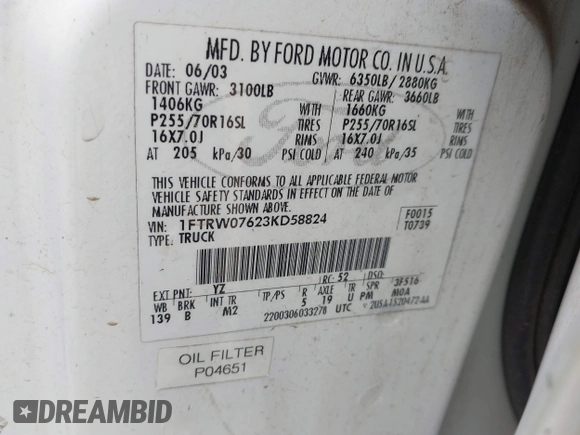 MFD. BY FORD MOTOR CO. IN U.S.A.
DATE: 06/03 GVWR: 6350LB/2880KG
FRONT GAWR: 3100LB REAR GAWR: 3660LB
1406KG WITH 1660KG WITH
P255/70R16SL TIRES P255/70R16SL TIRES
16X7.0J RIMS 16X7.0J RIMS
AT 205 kPa/30 PSI COLD AT 240 kPa/35 PSI COLD
THIS VEHICLE CONFORMS TO ALL APPLICABLE FEDERAL MOTOR
VEHICLE SAFETY STANDARDS IN EFFECT ON THE DATE OF
MANUFACTURE SHOWN ABOVE.
VIN: 1FTRW07623KD58824 F0015
TYPE: TRUCK T0739
EXT PNT: YZ RC: 52 DSO:
WB BRK INT TR TP/PS R AXLE TR SPR 3F516
139 B M2 5 19 U PM M0A
2200306033278 UTC
Ford
OIL FILTER
P04651
DREAMBID